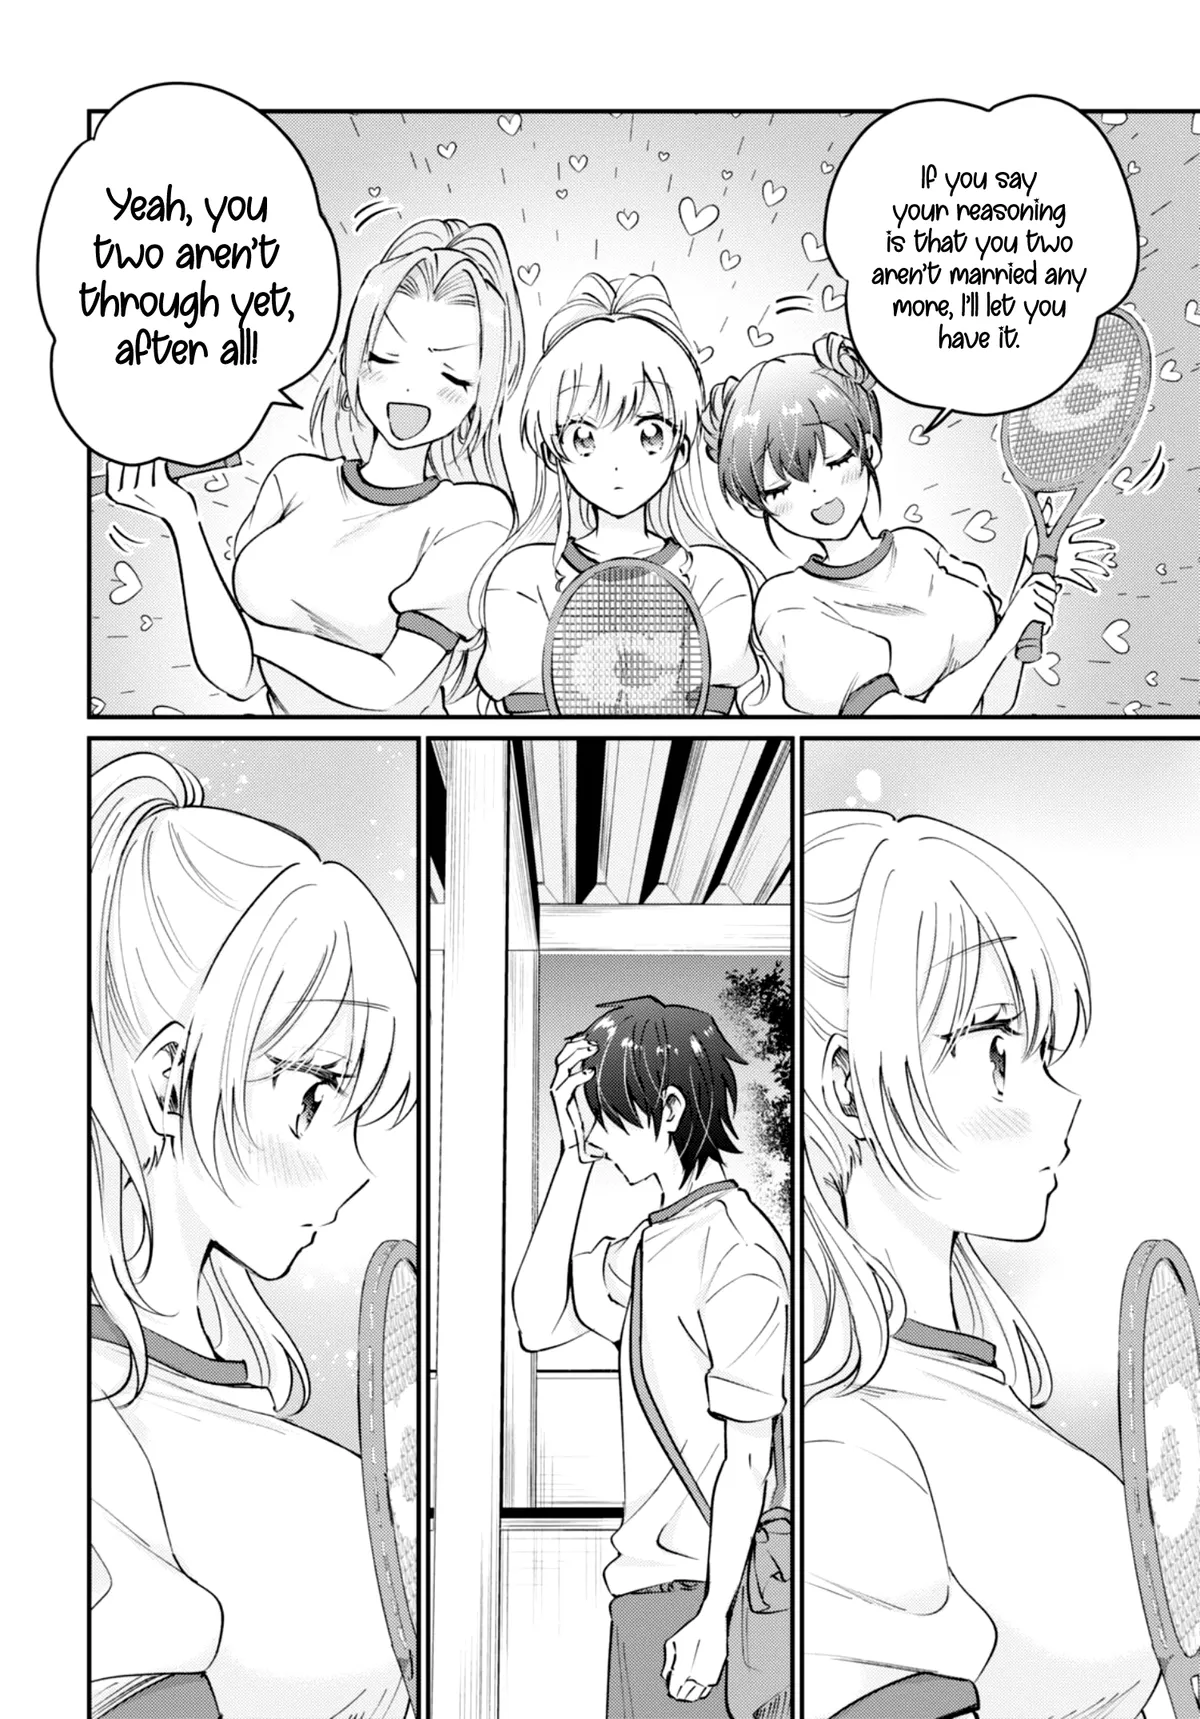 If you say
your reasoning
is that you two
aren't married any
more, I'll let you
have it.
Yeah, you
two aren't
through yet,
after all!